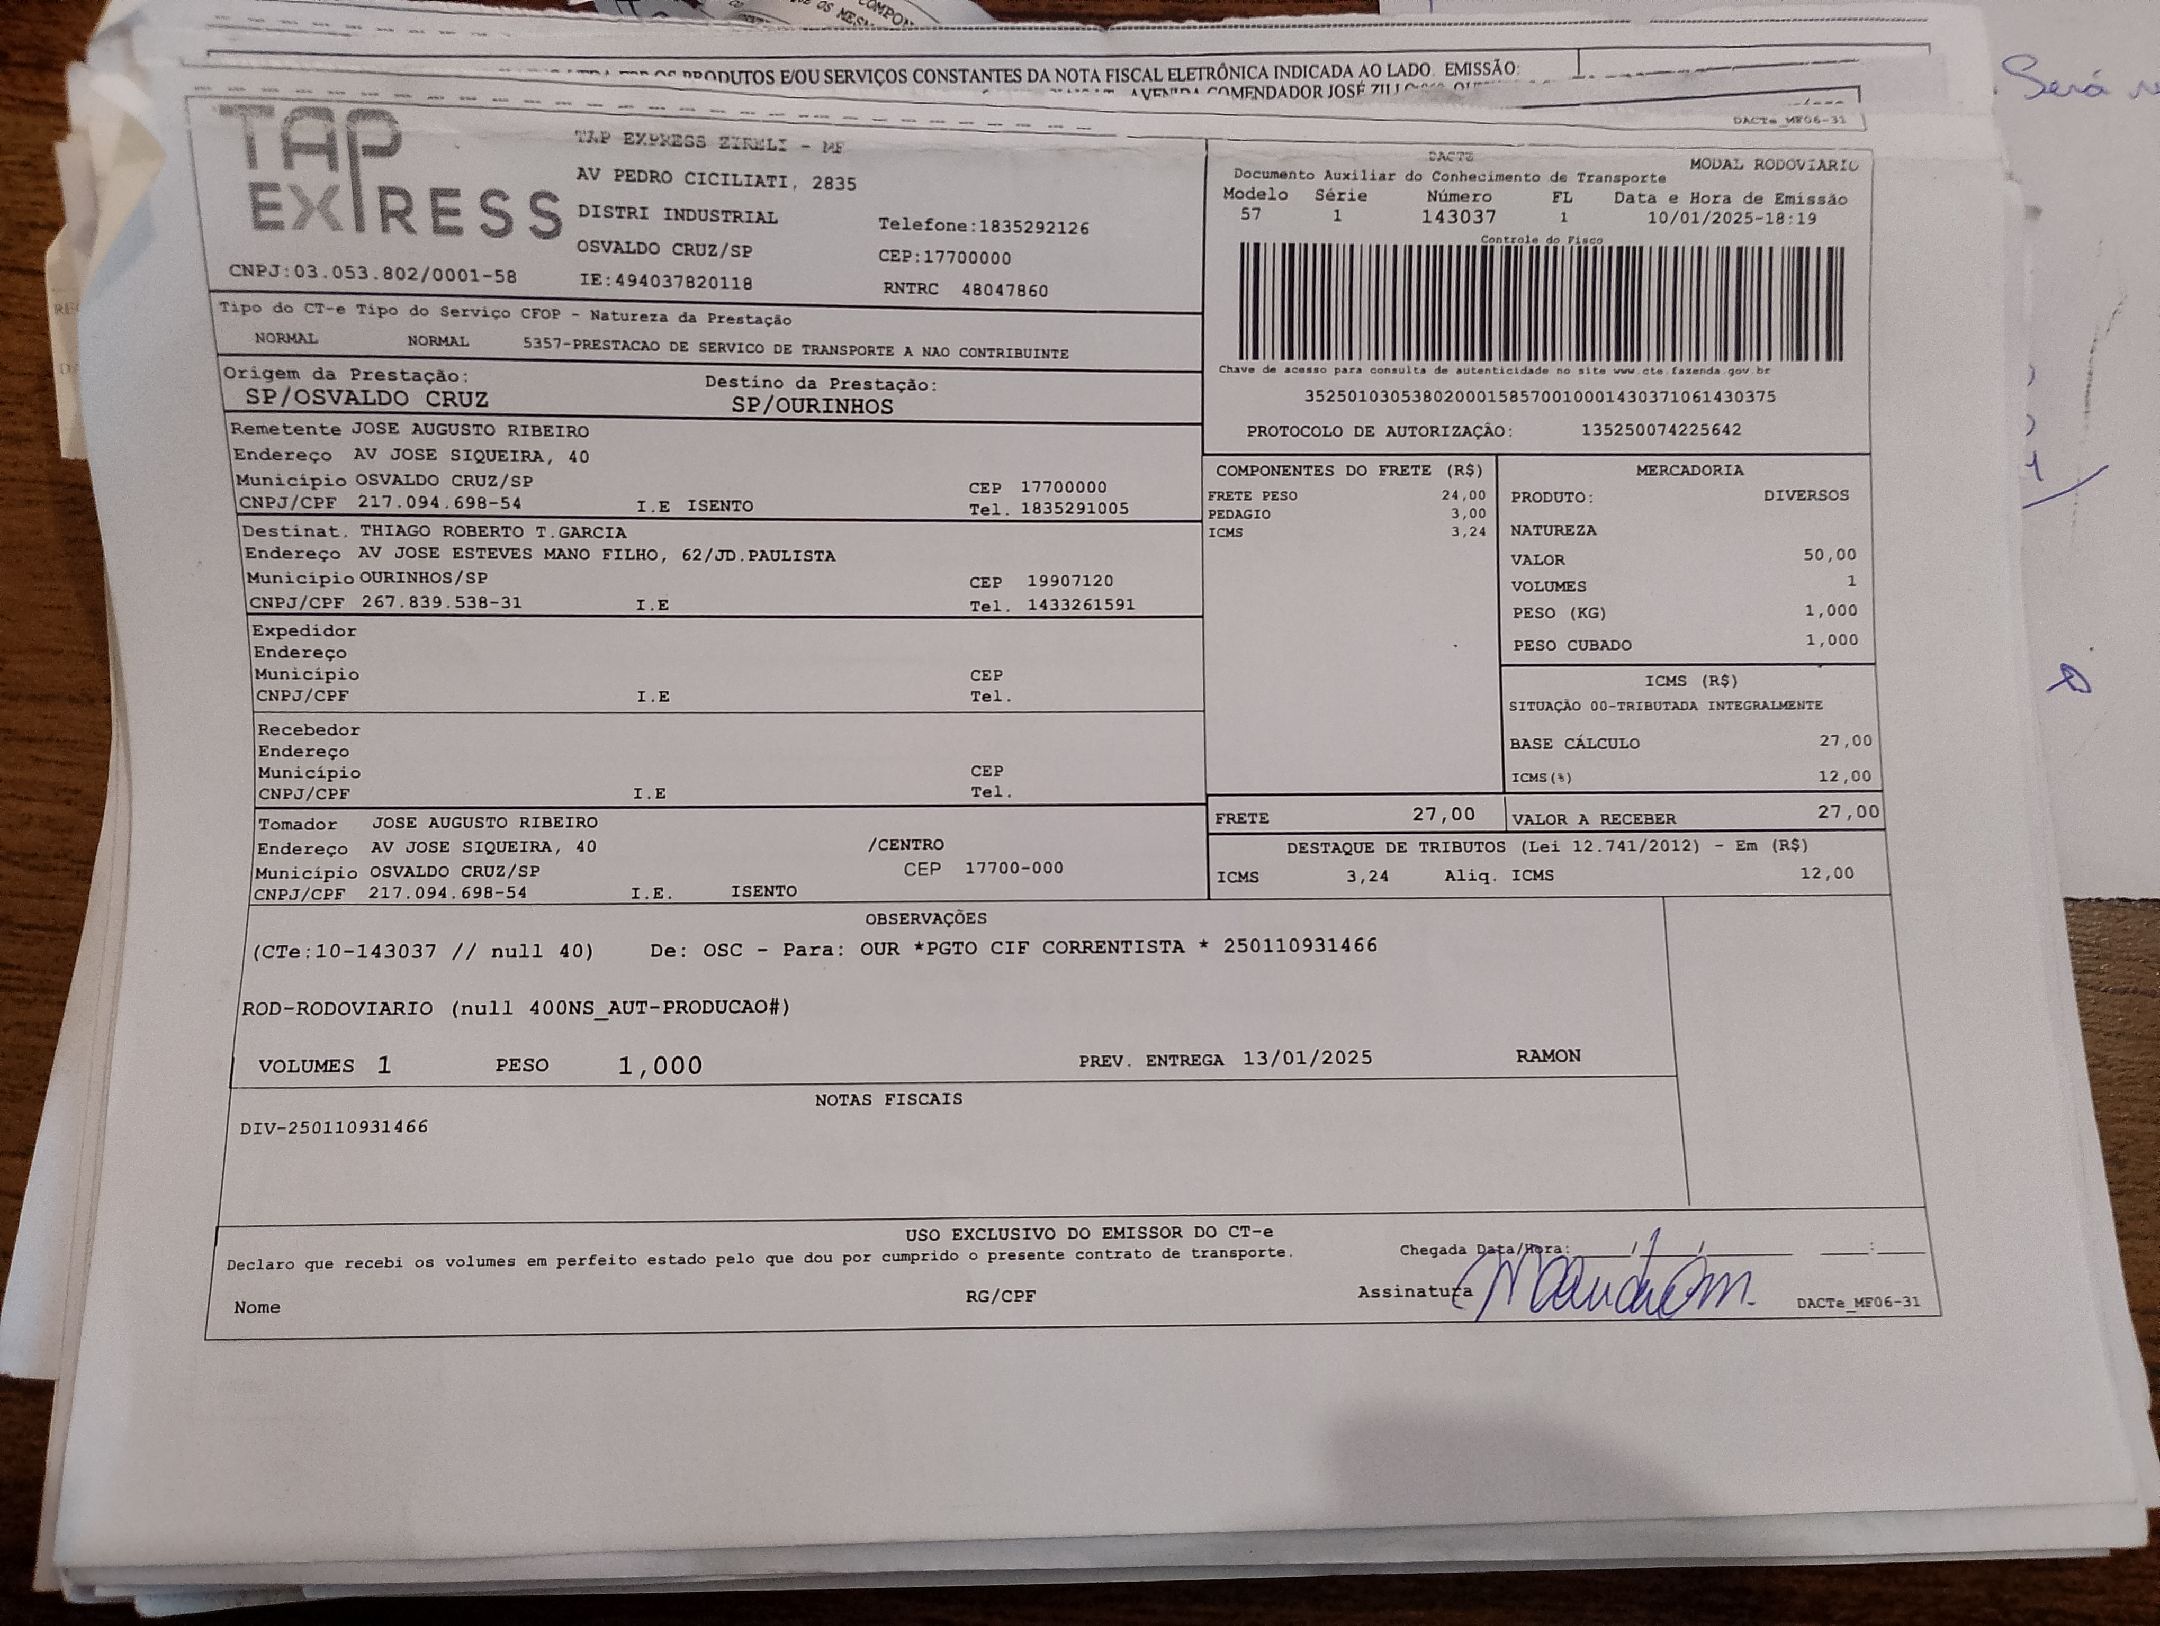 COMPON
OS MESM
PRODUTOS E/OU SERVIÇOS CONSTANTES DA NOTA FISCAL ELETRÔNICA INDICADA AO LADO. EMISSÃO:
AVENIDA COMENDADOR JOSÉ
Será
DACTe_MF06-31
TAP EXPRESS
TAP EXPRESS EIRELI - MF
AV PEDRO CICILIATI, 2835
DISTRI INDUSTRIAL
Telefone:1835292126
OSVALDO CRUZ/SP
CEP:17700000
CNPJ:03.053.802/0001-58
IE:494037820118
RNTRC 48047860
DACTE
MODAL RODOVIARIO
Documento Auxiliar do Conhecimento de Transporte
Modelo Série Número FL Data e Hora de Emissão
57 1 143037 1 10/01/2025-18:19
Controle do Fisco
Chave de acesso para consulta de autenticidade no site www.cte.fazenda.gov.br
35250103053802000158570010001430371061430375
PROTOCOLO DE AUTORIZAÇÃO: 135250074225642
Tipo do CT-e Tipo do Serviço CFOP - Natureza da Prestação
NORMAL NORMAL 5357-PRESTACAO DE SERVICO DE TRANSPORTE A NAO CONTRIBUINTE
Origem da Prestação: Destino da Prestação:
SP/OSVALDO CRUZ SP/OURINHOS
Remetente JOSE AUGUSTO RIBEIRO
Endereço AV JOSE SIQUEIRA, 40
Município OSVALDO CRUZ/SP CEP 17700000
CNPJ/CPF 217.094.698-54 I.E ISENTO Tel. 1835291005
Destinat. THIAGO ROBERTO T.GARCIA
Endereço AV JOSE ESTEVES MANO FILHO, 62/JD.PAULISTA
Município OURINHOS/SP CEP 19907120
CNPJ/CPF 267.839.538-31 I.E Tel. 1433261591
Expedidor
Endereço
Município CEP
CNPJ/CPF I.E Tel.
Recebedor
Endereço
Município CEP
CNPJ/CPF I.E Tel.
Tomador JOSE AUGUSTO RIBEIRO
Endereço AV JOSE SIQUEIRA, 40 /CENTRO
Município OSVALDO CRUZ/SP CEP 17700-000
CNPJ/CPF 217.094.698-54 I.E. ISENTO
COMPONENTES DO FRETE (R$)
FRETE PESO 24,00
PEDAGIO 3,00
ICMS 3,24
MERCADORIA
PRODUTO: DIVERSOS
NATUREZA
VALOR 50,00
VOLUMES 1
PESO (KG) 1,000
PESO CUBADO 1,000
ICMS (R$)
SITUAÇÃO 00-TRIBUTADA INTEGRALMENTE
BASE CÁLCULO 27,00
ICMS(%) 12,00
FRETE 27,00 VALOR A RECEBER 27,00
DESTAQUE DE TRIBUTOS (Lei 12.741/2012) - Em (R$)
ICMS 3,24 Aliq. ICMS 12,00
OBSERVAÇÕES
(CTe:10-143037 // null 40) De: OSC - Para: OUR *PGTO CIF CORRENTISTA * 250110931466
ROD-RODOVIARIO (null 400NS_AUT-PRODUCAO#)
VOLUMES 1 PESO 1,000 PREV. ENTREGA 13/01/2025 RAMON
NOTAS FISCAIS
DIV-250110931466
USO EXCLUSIVO DO EMISSOR DO CT-e
Declaro que recebi os volumes em perfeito estado pelo que dou por cumprido o presente contrato de transporte.
Chegada Data/Hora: ____/____/______ ___:___
Nome RG/CPF Assinatura
DACTe_MF06-31